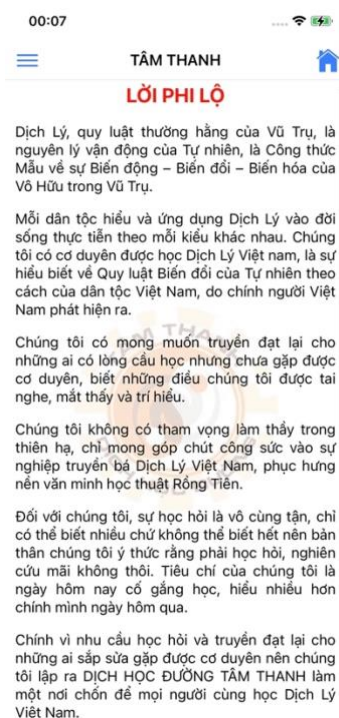 00:07
TÂM THANH
LỜI PHI LỘ
Dịch Lý, quy luật thường hằng của Vũ Trụ, là
nguyên lý vận động của Tự nhiên, là Công thức
Mẫu về sự Biến động – Biến đổi – Biến hóa của
Vô Hữu trong Vũ Trụ.
Mỗi dân tộc hiểu và ứng dụng Dịch Lý vào đời
sống thực tiễn theo mỗi kiểu khác nhau. Chúng
tôi có cơ duyên được học Dịch Lý Việt nam, là sự
hiểu biết về Quy luật Biến đổi của Tự nhiên theo
cách của dân tộc Việt Nam, do chính người Việt
Nam phát hiện ra.
Chúng tôi có mong muốn truyền đạt lại cho
những ai có lòng cầu học nhưng chưa gặp được
cơ duyên, biết những điều chúng tôi được tai
nghe, mắt thấy và trí hiểu.
Chúng tôi không có tham vọng làm thầy trong
thiên hạ, chỉ mong góp chút công sức vào sự
nghiệp truyền bá Dịch Lý Việt Nam, phục hưng
nền văn minh học thuật Rồng Tiên.
Đối với chúng tôi, sự học hỏi là vô cùng tận, chỉ
có thể biết nhiều chứ không thể biết hết nên bản
thân chúng tôi ý thức rằng phải học hỏi, nghiên
cứu mãi không thôi. Tiêu chí của chúng tôi là
ngày hôm nay cố gắng học, hiểu nhiều hơn
chính mình ngày hôm qua.
Chính vì nhu cầu học hỏi và truyền đạt lại cho
những ai sắp sửa gặp được cơ duyên nên chúng
tôi lập ra DỊCH HỌC ĐƯỜNG TÂM THANH làm
một nơi chốn để mọi người cùng học Dịch Lý
Việt Nam.